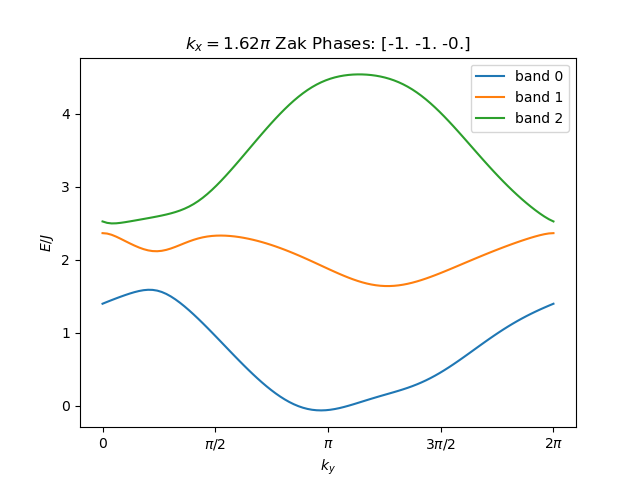 $k_x = 1.62\pi$ Zak Phases: [-1. -1. -0.]
band 0
band 1
band 2
4
3
2
1
0
E/J
0 π/2 π 3π/2 2π
$k_y$